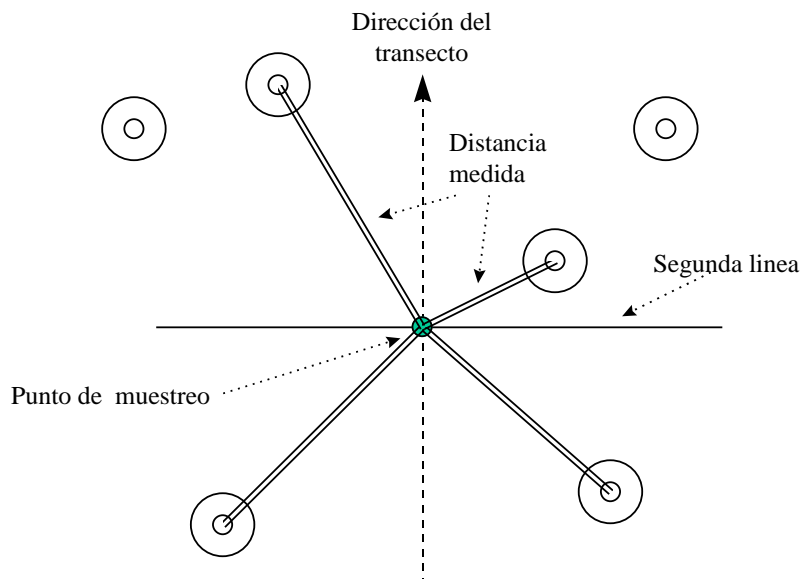 Dirección del
transecto
Distancia
medida
Segunda linea
Punto de muestreo